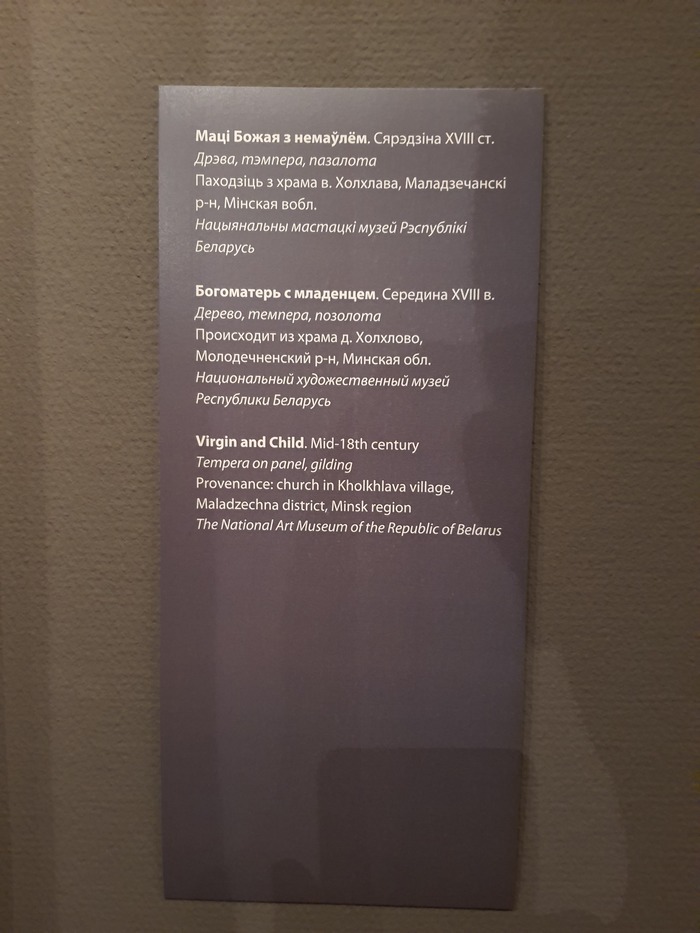 Маці Божая з немаўлём. Сярэдзіна XVIII ст.
Дрэва, тэмпера, пазалота
Паходзіць з храма в. Холхлава, Маладзечанскі
р-н, Мінская вобл.
Нацыянальны мастацкі музей Рэспублікі
Беларусь
Богоматерь с младенцем. Середина XVIII в.
Дерево, темпера, позолота
Происходит из храма д. Холхлово,
Молодечненский р-н, Минская обл.
Национальный художественный музей
Республики Беларусь
Virgin and Child. Mid-18th century
Tempera on panel, gilding
Provenance: church in Kholkhlava village,
Maladzechna district, Minsk region
The National Art Museum of the Republic of Belarus